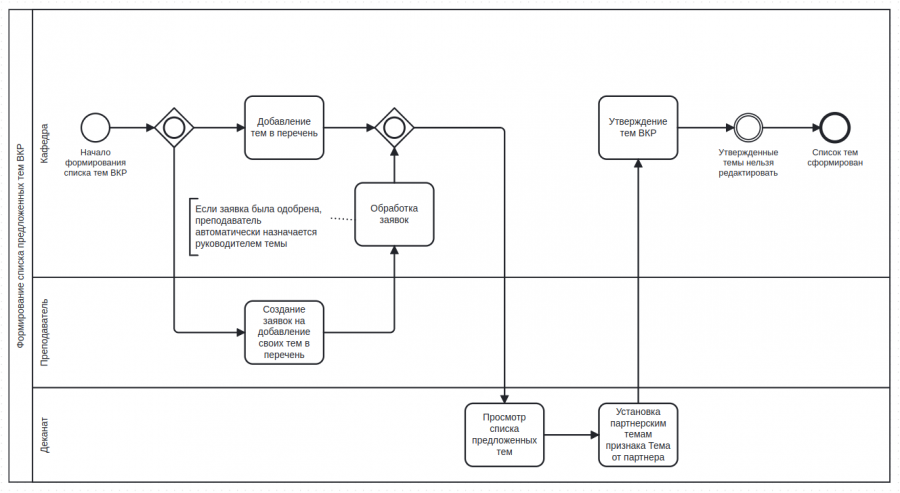 Формирование списка предложенных тем ВКР
Кафедра
Начало
формирования
списка тем ВКР
Добавление
тем в перечень
Утверждение
тем ВКР
Утвержденные
темы нельзя
редактировать
Список тем
сформирован
Если заявка была одобрена,
преподаватель
автоматически назначается
руководителем темы
Обработка
заявок
Преподаватель
Создание
заявок на
добавление
своих тем в
перечень
Деканат
Просмотр
списка
предложенных
тем
Установка
партнерским
темам
признака Тема
от партнера